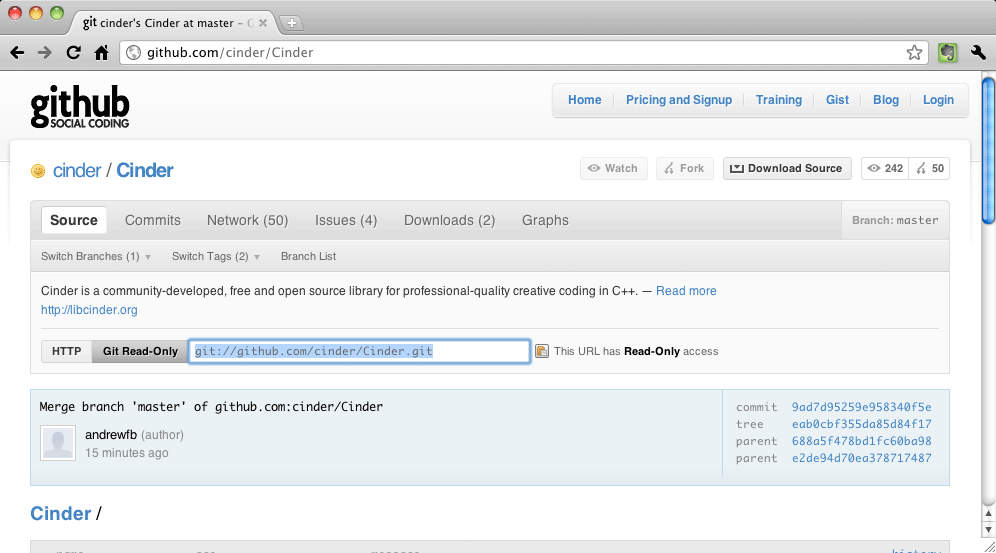 git cinder's Cinder at master – C
github.com/cinder/Cinder
github
SOCIAL CODING
Home Pricing and Signup Training Gist Blog Login
cinder / Cinder
Watch Fork Download Source 242 50
Source Commits Network (50) Issues (4) Downloads (2) Graphs Branch: master
Switch Branches (1) Switch Tags (2) Branch List
Cinder is a community-developed, free and open source library for professional-quality creative coding in C++. — Read more
http://libcinder.org
HTTP Git Read-Only git://github.com/cinder/Cinder.git This URL has Read-Only access
Merge branch 'master' of github.com:cinder/Cinder
andrewfb (author)
15 minutes ago
commit 9ad7d95259e958340f5e
tree eab0cbf355da85d84f17
parent 688a5f478bd1fc60ba98
parent e2de94d70ea378717487
Cinder /
history